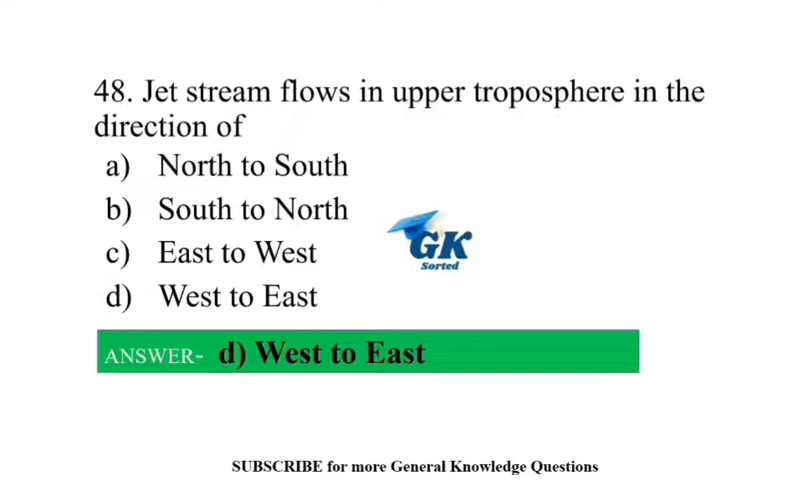 48. Jet stream flows in upper troposphere in the
direction of
a) North to South
b) South to North
c) East to West
d) West to East
GK
Sorted
ANSWER- d) West to East
SUBSCRIBE for more General Knowledge Questions